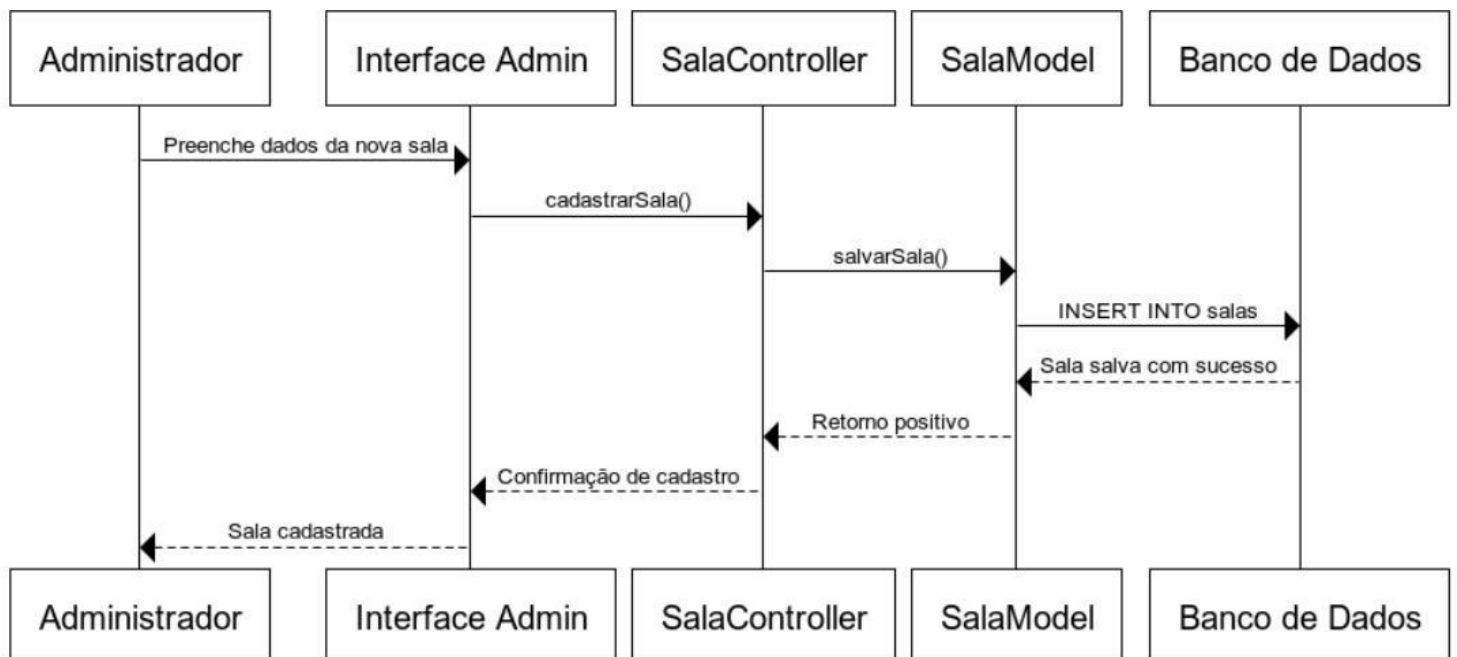 Administrador
Interface Admin
SalaController
SalaModel
Banco de Dados
Preenche dados da nova sala
cadastrarSala()
salvarSala()
INSERT INTO salas
Sala salva com sucesso
Retorno positivo
Confirmação de cadastro
Sala cadastrada
Administrador
Interface Admin
SalaController
SalaModel
Banco de Dados